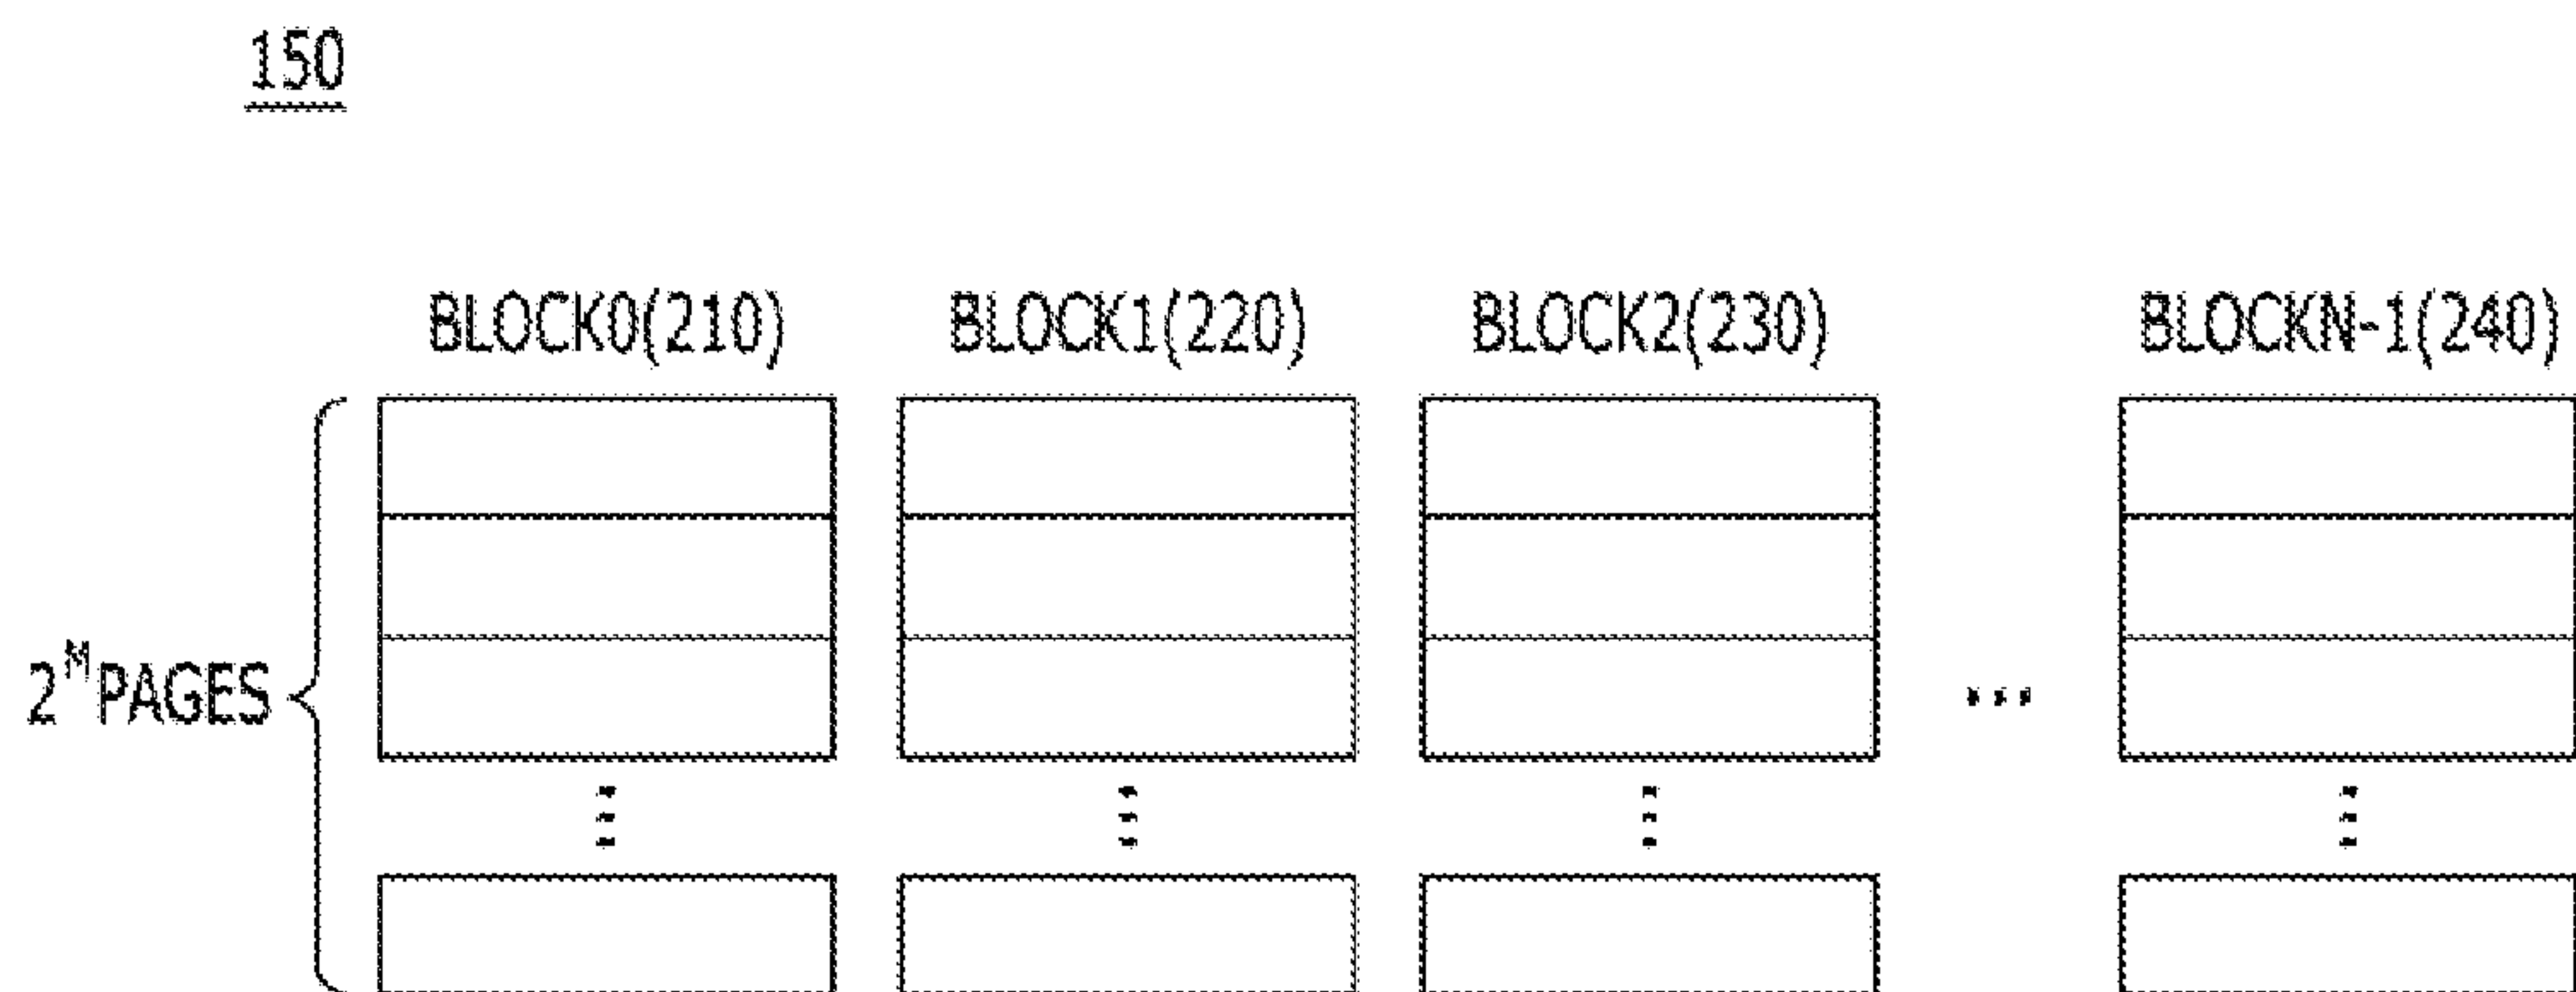 150
BLOCK0(210) BLOCK1(220) BLOCK2(230) BLOCKN-1(240)
2^M PAGES
...